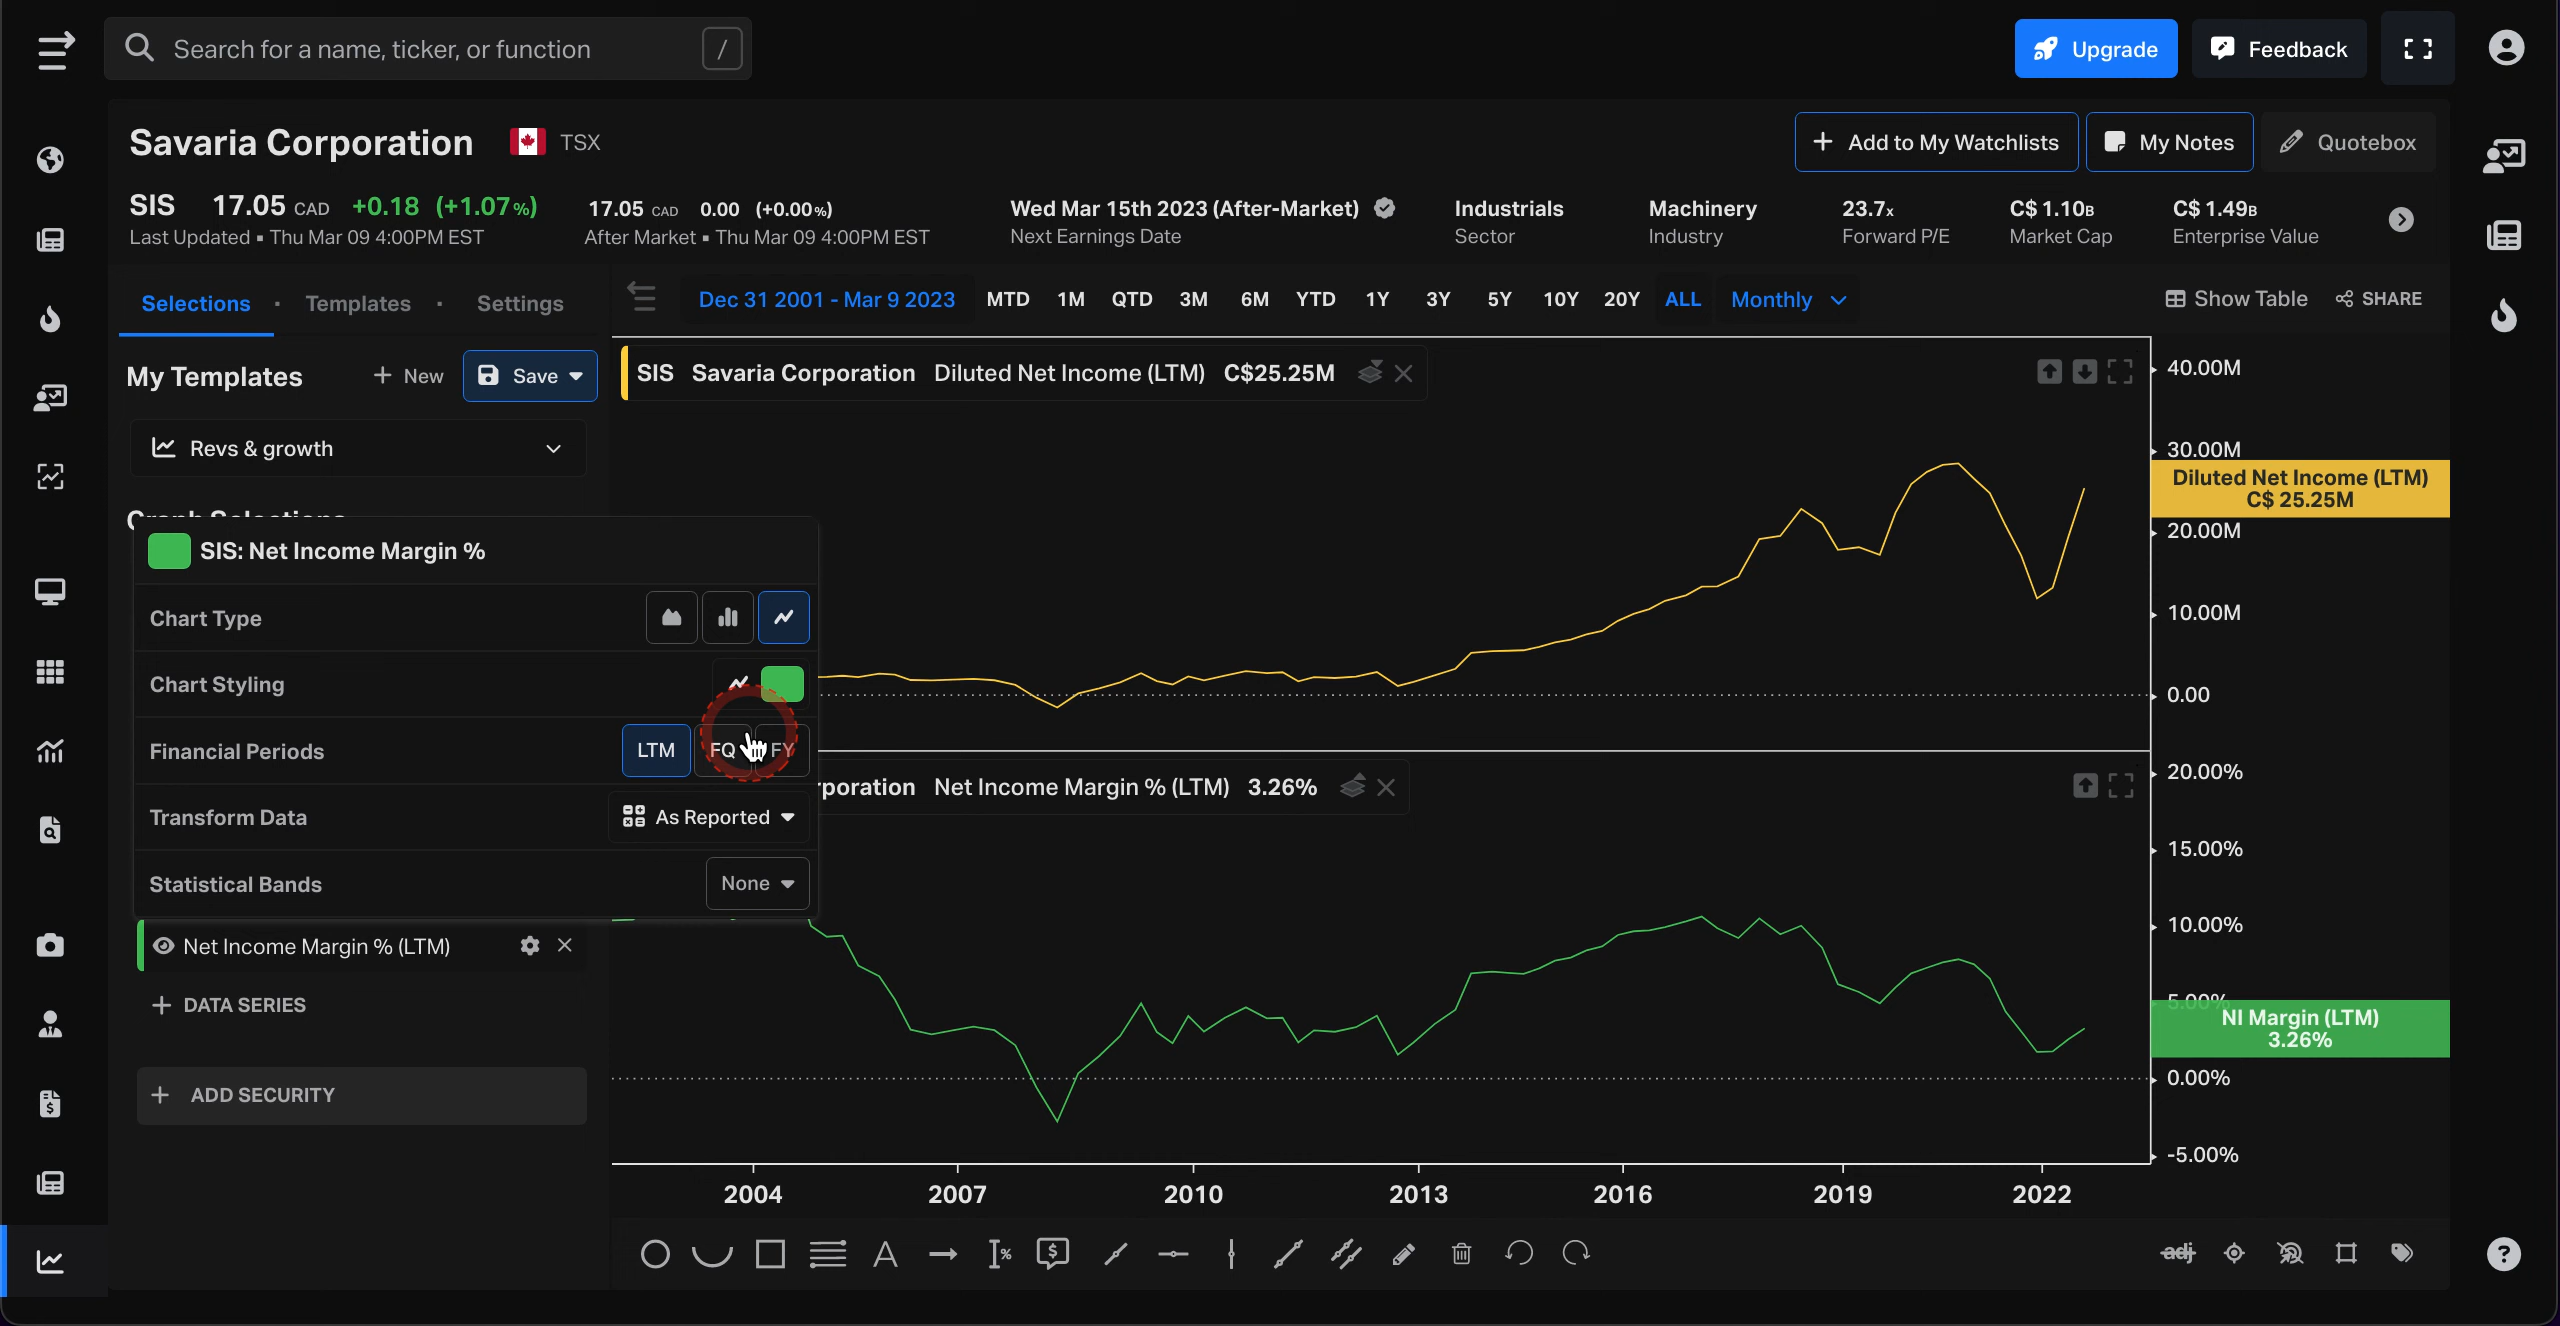 Search for a name, ticker, or function /
Upgrade
Feedback
Savaria Corporation TSX
Add to My Watchlists
My Notes
Quotebox
SIS 17.05 CAD +0.18 (+1.07%)
Last Updated ▪ Thu Mar 09 4:00PM EST
17.05 CAD 0.00 (+0.00%)
After Market ▪ Thu Mar 09 4:00PM EST
Wed Mar 15th 2023 (After-Market)
Next Earnings Date
Industrials
Sector
Machinery
Industry
23.7x
Forward P/E
C$ 1.10B
Market Cap
C$ 1.49B
Enterprise Value
Selections · Templates · Settings
Dec 31 2001 - Mar 9 2023 MTD 1M QTD 3M 6M YTD 1Y 3Y 5Y 10Y 20Y ALL Monthly
Show Table
SHARE
My Templates
+ New
Save
Revs & growth
Graph Selections
SIS: Net Income Margin %
Chart Type
Chart Styling
Financial Periods LTM FQ FY
Transform Data As Reported
Statistical Bands None
Net Income Margin % (LTM)
+ DATA SERIES
+ ADD SECURITY
SIS Savaria Corporation Diluted Net Income (LTM) C$25.25M
40.00M
30.00M
Diluted Net Income (LTM)
C$ 25.25M
20.00M
10.00M
0.00
rporation Net Income Margin % (LTM) 3.26%
20.00%
15.00%
10.00%
5.00%
NI Margin (LTM)
3.26%
0.00%
-5.00%
2004 2007 2010 2013 2016 2019 2022
A
%
$
adj
?